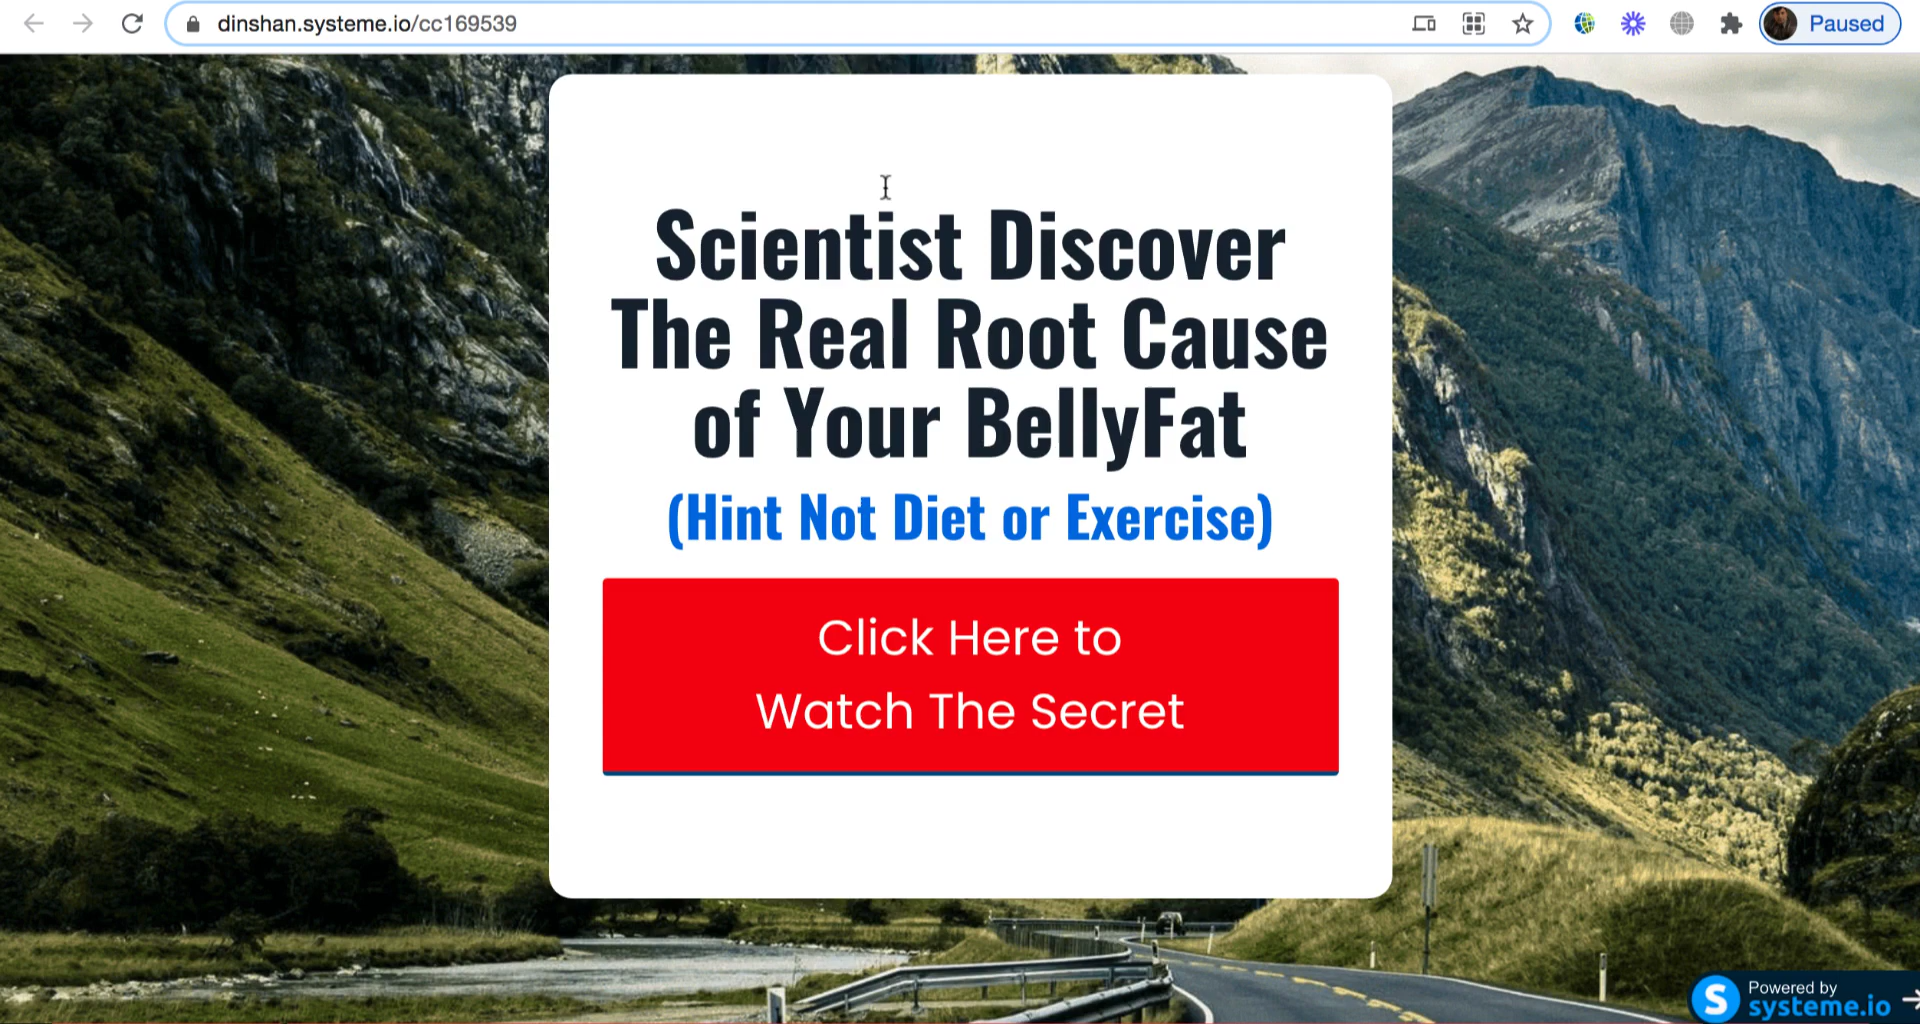 dinshan.systeme.io/cc169539
Paused
Scientist Discover
The Real Root Cause
of Your BellyFat
(Hint Not Diet or Exercise)
Click Here to
Watch The Secret
Powered by
systeme.io